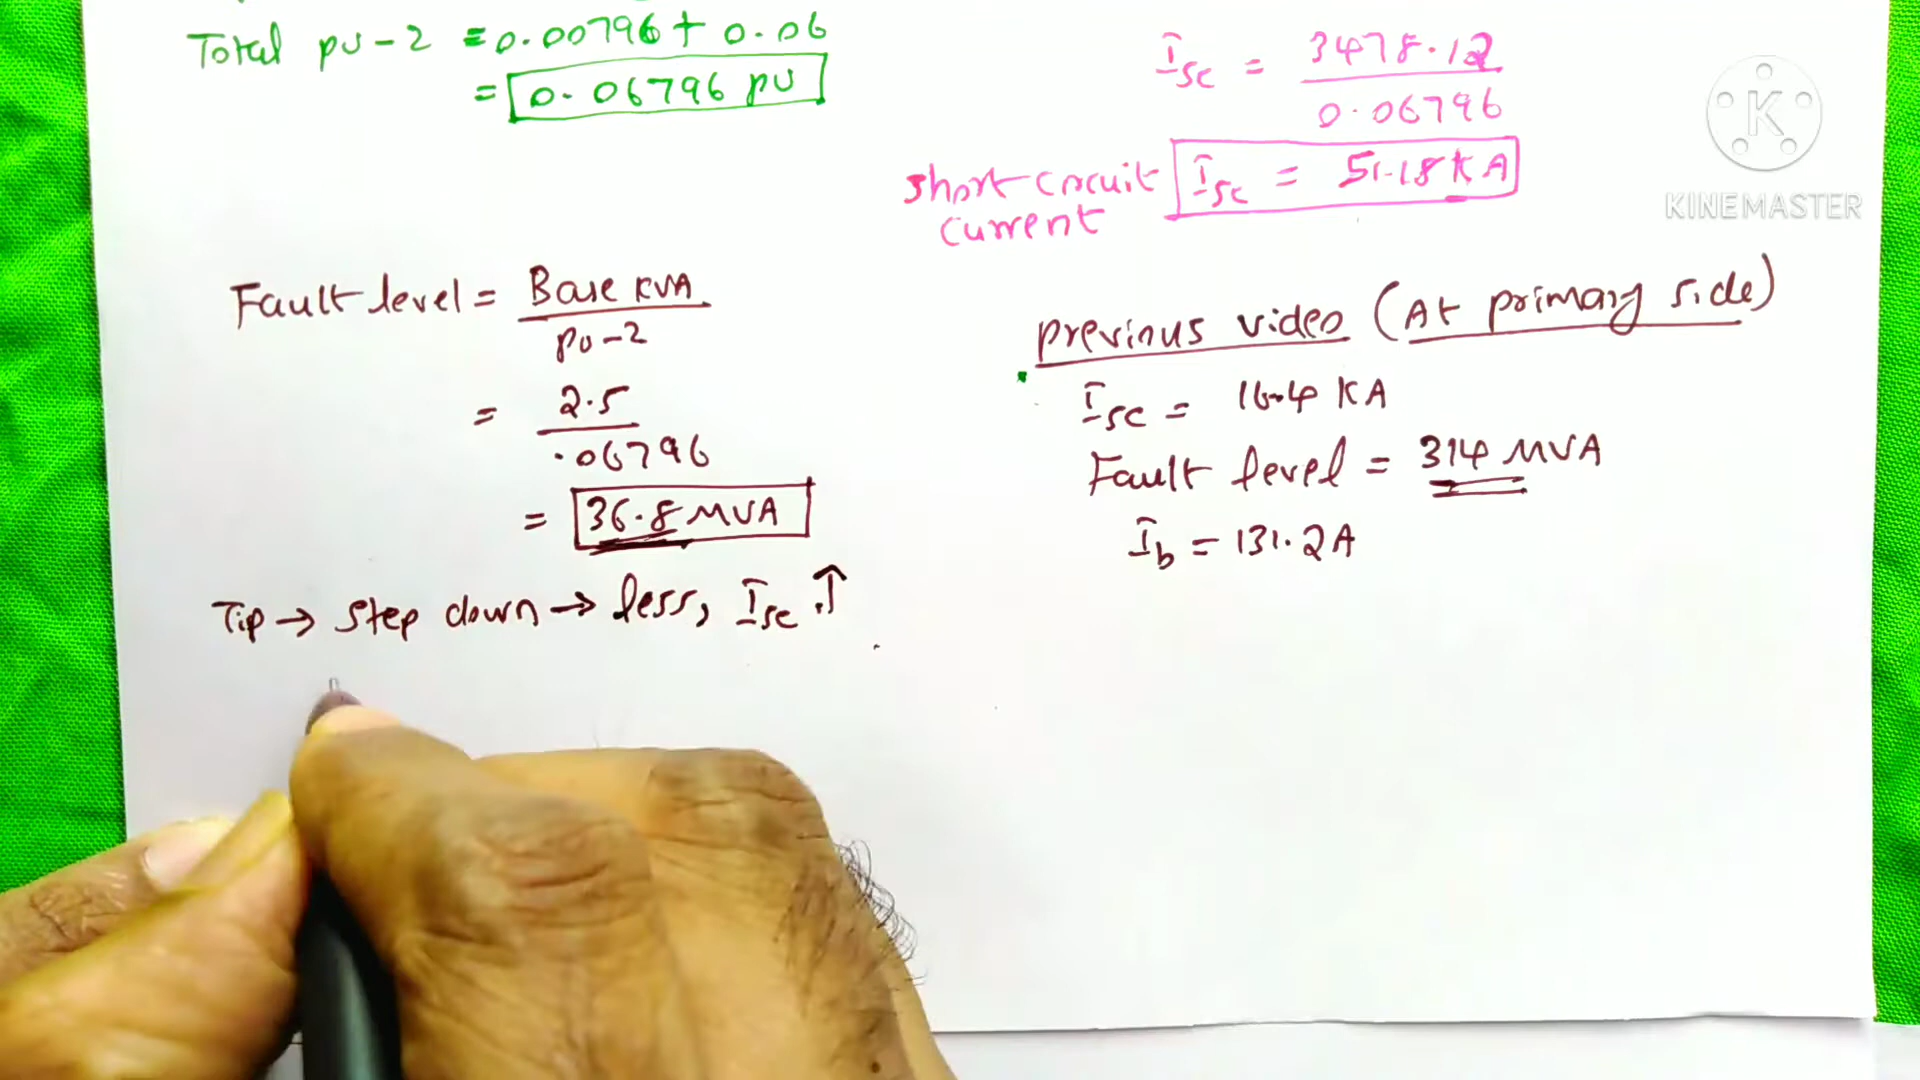 Total pu-2 = 0.00796 + 0.06
= 0.06796 pu
Isc = 3478.12
0.06796
short circuit Isc = 51.18 KA
current
K
KINEMASTER
Fault level = Base KVA
pu-2
= 2.5
.06796
= 36.8 MVA
Tip → Step down → less, Isc ↑
previous video (At primary side)
Isc = 16.4 KA
Fault level = 314 MVA
Ib = 131.2A